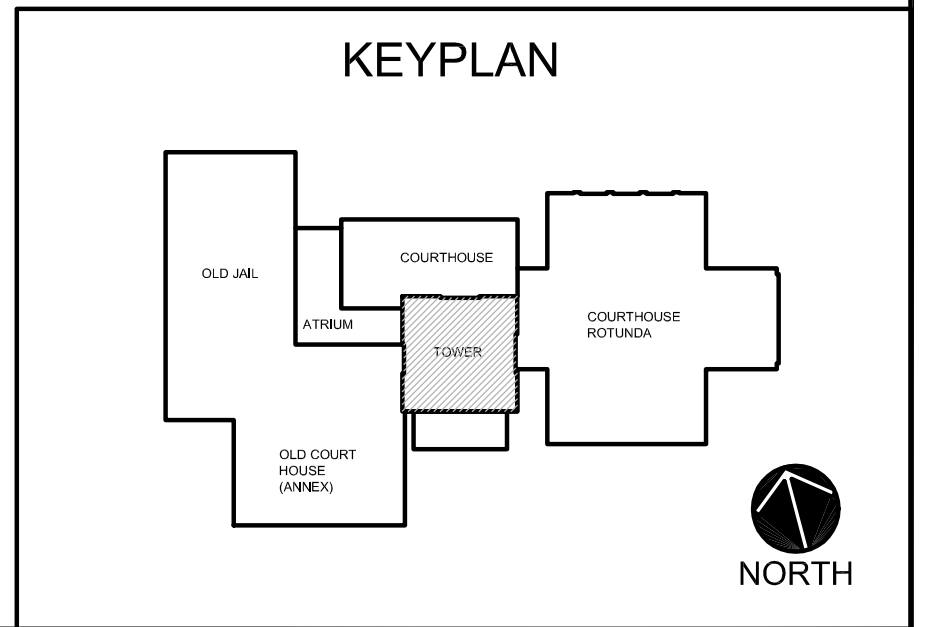 KEYPLAN
OLD JAIL
COURTHOUSE
ATRIUM
TOWER
COURTHOUSE
ROTUNDA
OLD COURT
HOUSE
(ANNEX)
NORTH